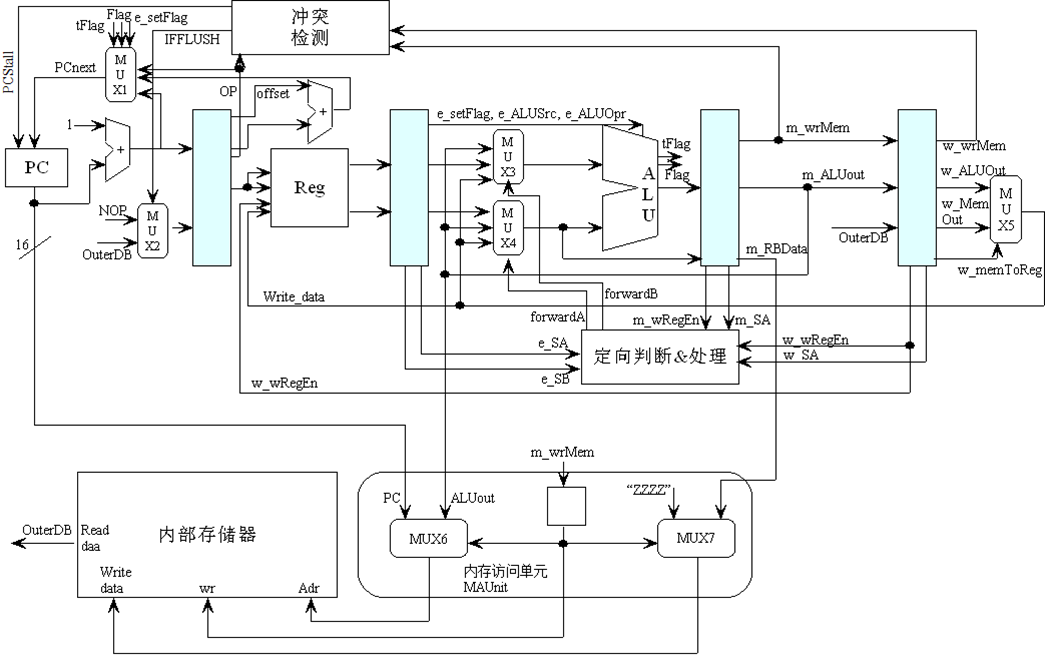 冲突
检测
PCStall
Flag
tFlag
e_setFlag
IFFLUSH
PCnext
M
U
X1
OP
offset
1
+
+
PC
16
NOP
OuterDB
M
U
X2
Reg
e_setFlag, e_ALUSrc, e_ALUOpr
M
U
X3
M
U
X4
A
L
U
tFlag
Flag
m_wrMem
m_ALUout
m_RBData
OuterDB
w_wrMem
w_ALUOut
w_Mem
Out
M
U
X5
w_memToReg
Write_data
forwardB
forwardA
m_wRegEn
m_SA
定向判断&处理
e_SA
e_SB
w_wRegEn
w_SA
w_wRegEn
m_wrMem
PC
ALUout
"ZZZZ"
MUX6
MUX7
内存访问单元
MAUnit
OuterDB
Read
daa
内部存储器
Write
data
wr
Adr